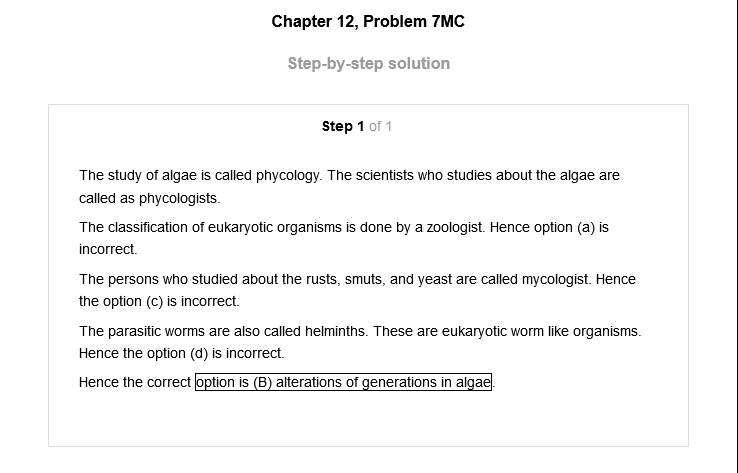 Chapter 12, Problem 7MC
Step-by-step solution
Step 1 of 1
The study of algae is called phycology. The scientists who studies about the algae are
called as phycologists.
The classification of eukaryotic organisms is done by a zoologist. Hence option (a) is
incorrect.
The persons who studied about the rusts, smuts, and yeast are called mycologist. Hence
the option (c) is incorrect.
The parasitic worms are also called helminths. These are eukaryotic worm like organisms.
Hence the option (d) is incorrect.
Hence the correct option is (B) alterations of generations in algae.